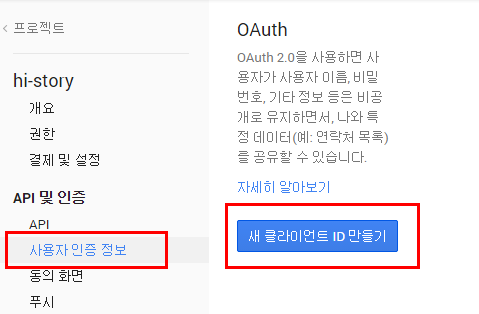 < 프로젝트
hi-story
개요
권한
결제 및 설정
API 및 인증
API
사용자 인증 정보
동의 화면
푸시
OAuth
OAuth 2.0을 사용하면 사
용자가 사용자 이름, 비밀
번호, 기타 정보 등은 비공
개로 유지하면서, 나와 특
정 데이터(예: 연락처 목록)
를 공유할 수 있습니다.
자세히 알아보기
새 클라이언트 ID 만들기